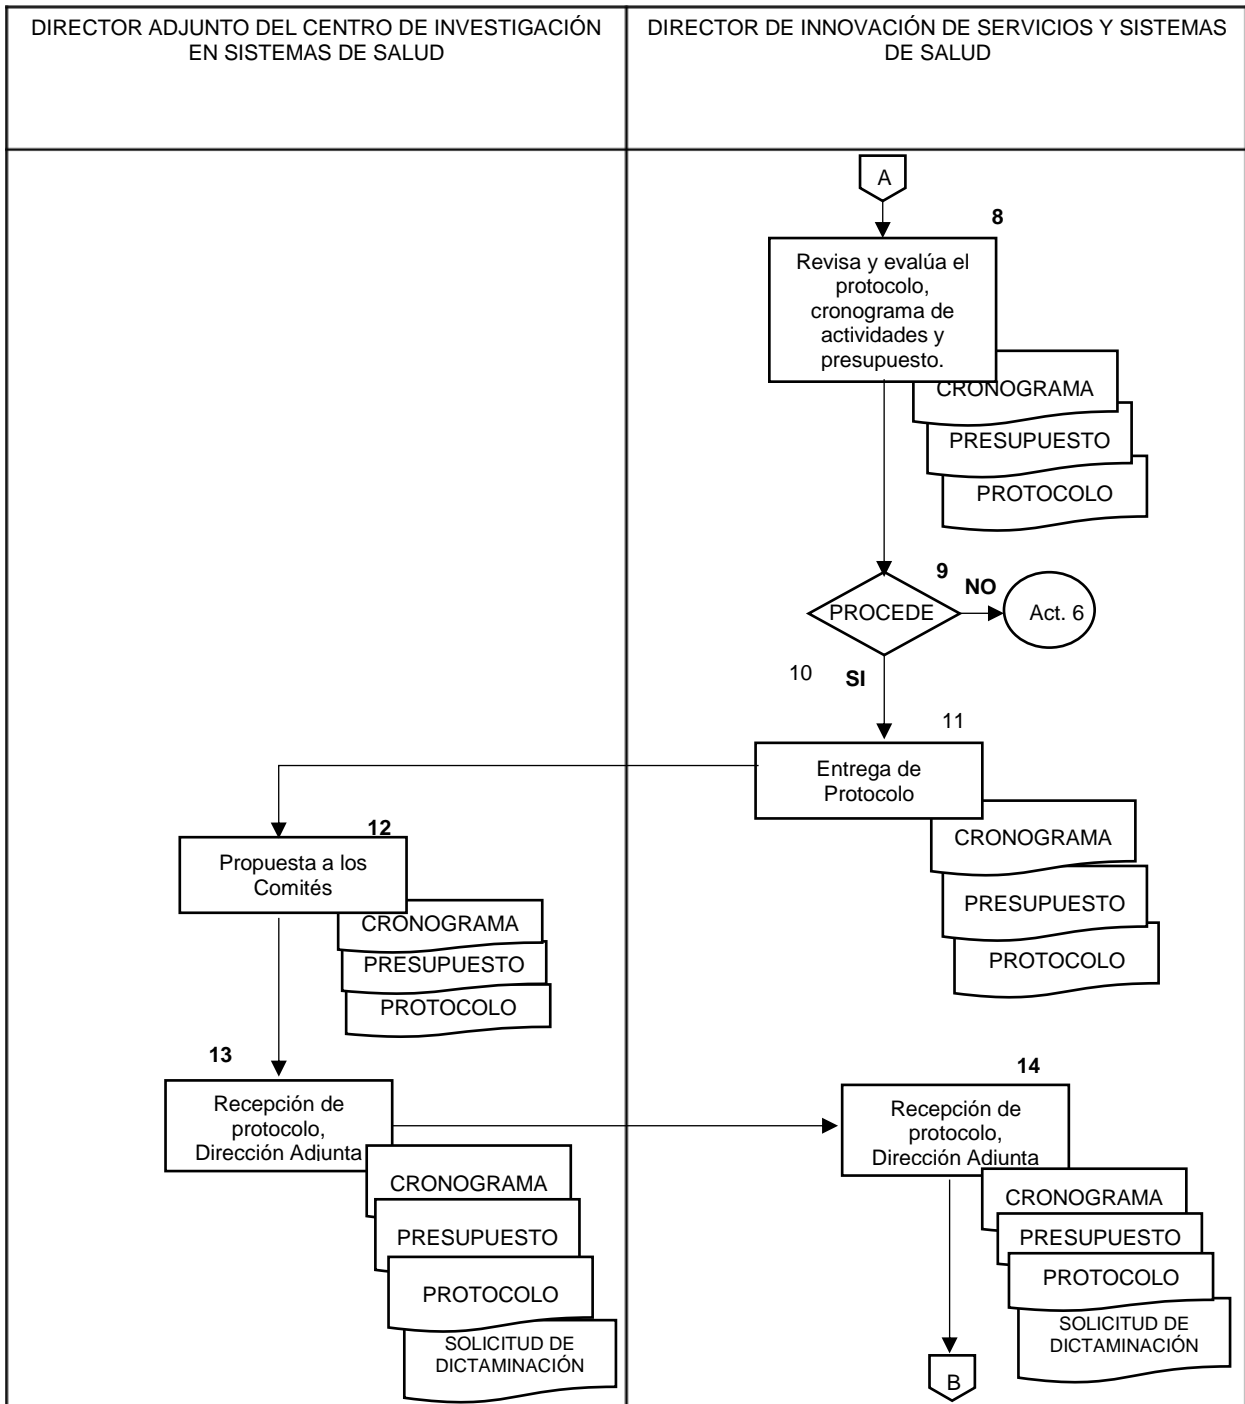 DIRECTOR ADJUNTO DEL CENTRO DE INVESTIGACIÓN
EN SISTEMAS DE SALUD
DIRECTOR DE INNOVACIÓN DE SERVICIOS Y SISTEMAS
DE SALUD
A
8
Revisa y evalúa el
protocolo,
cronograma de
actividades y
presupuesto.
CRONOGRAMA
PRESUPUESTO
PROTOCOLO
9
PROCEDE
NO
Act. 6
10
SI
11
Entrega de
Protocolo
CRONOGRAMA
PRESUPUESTO
PROTOCOLO
12
Propuesta a los
Comités
CRONOGRAMA
PRESUPUESTO
PROTOCOLO
13
Recepción de
protocolo,
Dirección Adjunta
CRONOGRAMA
PRESUPUESTO
PROTOCOLO
SOLICITUD DE
DICTAMINACIÓN
14
Recepción de
protocolo,
Dirección Adjunta
CRONOGRAMA
PRESUPUESTO
PROTOCOLO
SOLICITUD DE
DICTAMINACIÓN
B